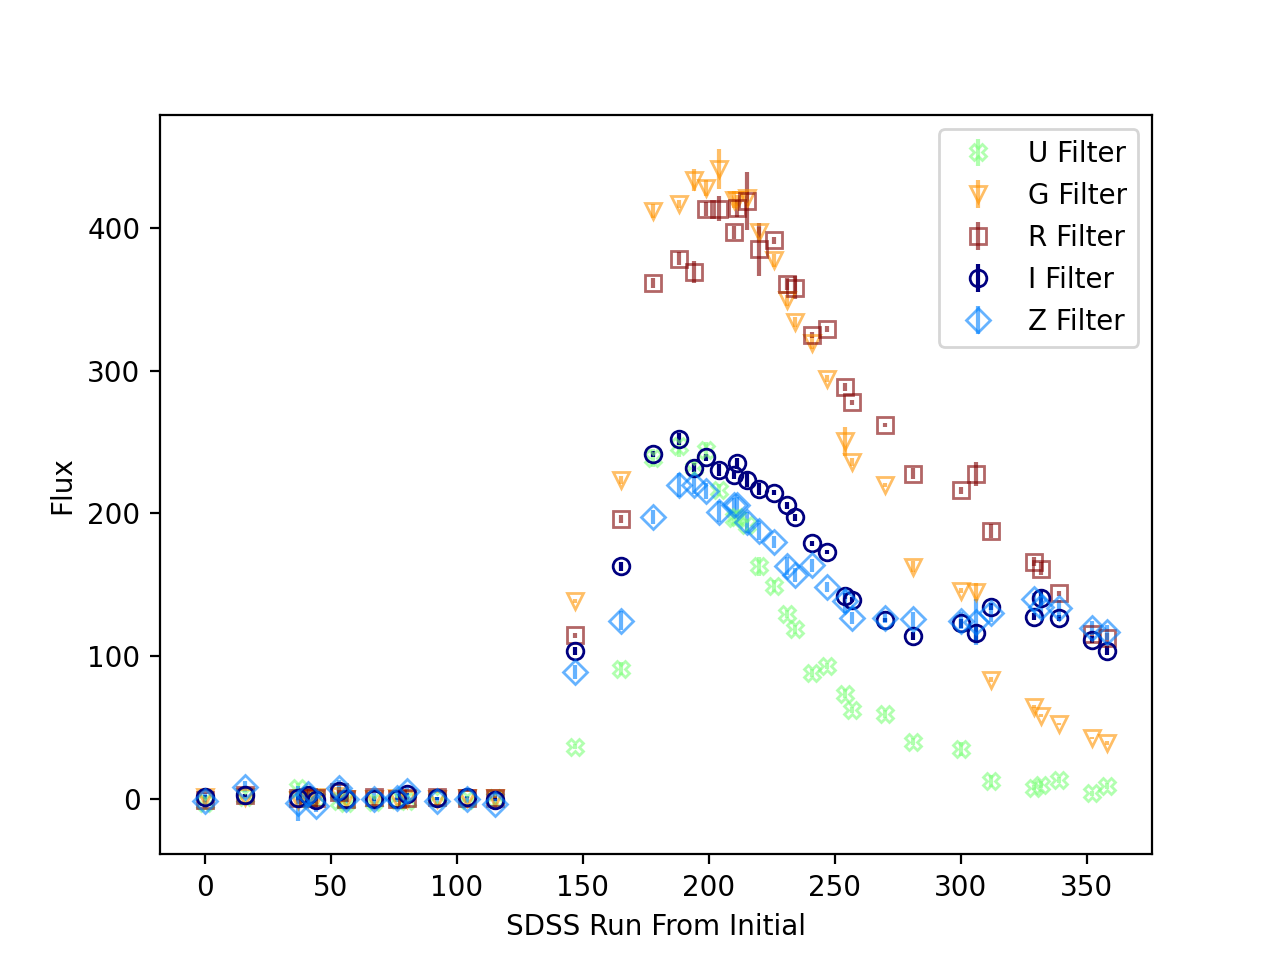 U Filter
G Filter
R Filter
I Filter
Z Filter
400
300
200
100
0
Flux
0 50 100 150 200 250 300 350
SDSS Run From Initial